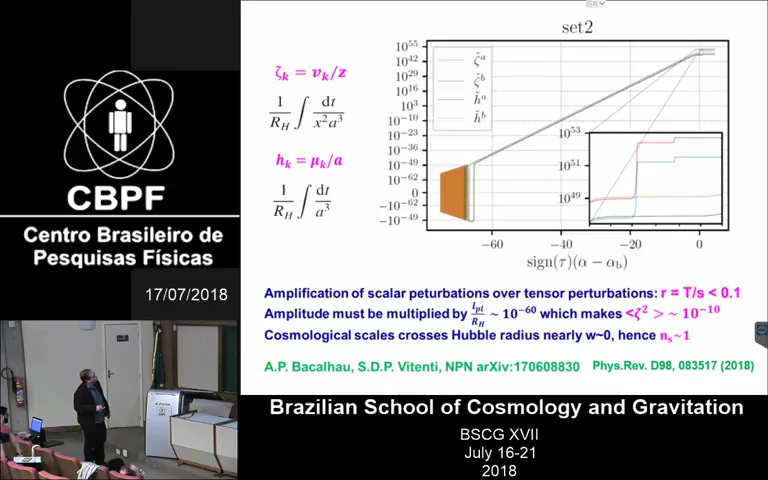 CBPF
Centro Brasileiro de
Pesquisas Físicas
17/07/2018
set2
ζₖ = vₖ/z
1/R_H ∫ dt/x²a³
hₖ = μₖ/a
1/R_H ∫ dt/a³
10^55
10^42
10^29
10^16
10^3
10^−10
10^−23
10^−36
10^−49
10^−62
0
−10^−62
−10^−49
ζ̃^a
ζ̃^b
h̃^a
h̃^b
10^53
10^51
10^49
−60 −40 −20 0
sign(τ)(α − α_b)
Amplification of scalar peturbations over tensor perturbations: r = T/s < 0.1
Amplitude must be multiplied by l_pl/R_H ~ 10^−60 which makes <ζ² > ~ 10^−10
Cosmological scales crosses Hubble radius nearly w~0, hence n_s~1
A.P. Bacalhau, S.D.P. Vitenti, NPN arXiv:170608830 Phys.Rev. D98, 083517 (2018)
Brazilian School of Cosmology and Gravitation
BSCG XVII
July 16-21
2018